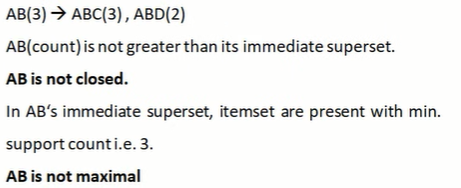 AB(3) → ABC(3) , ABD(2)
AB(count) is not greater than its immediate superset.
AB is not closed.
In AB's immediate superset, itemset are present with min.
support count i.e. 3.
AB is not maximal